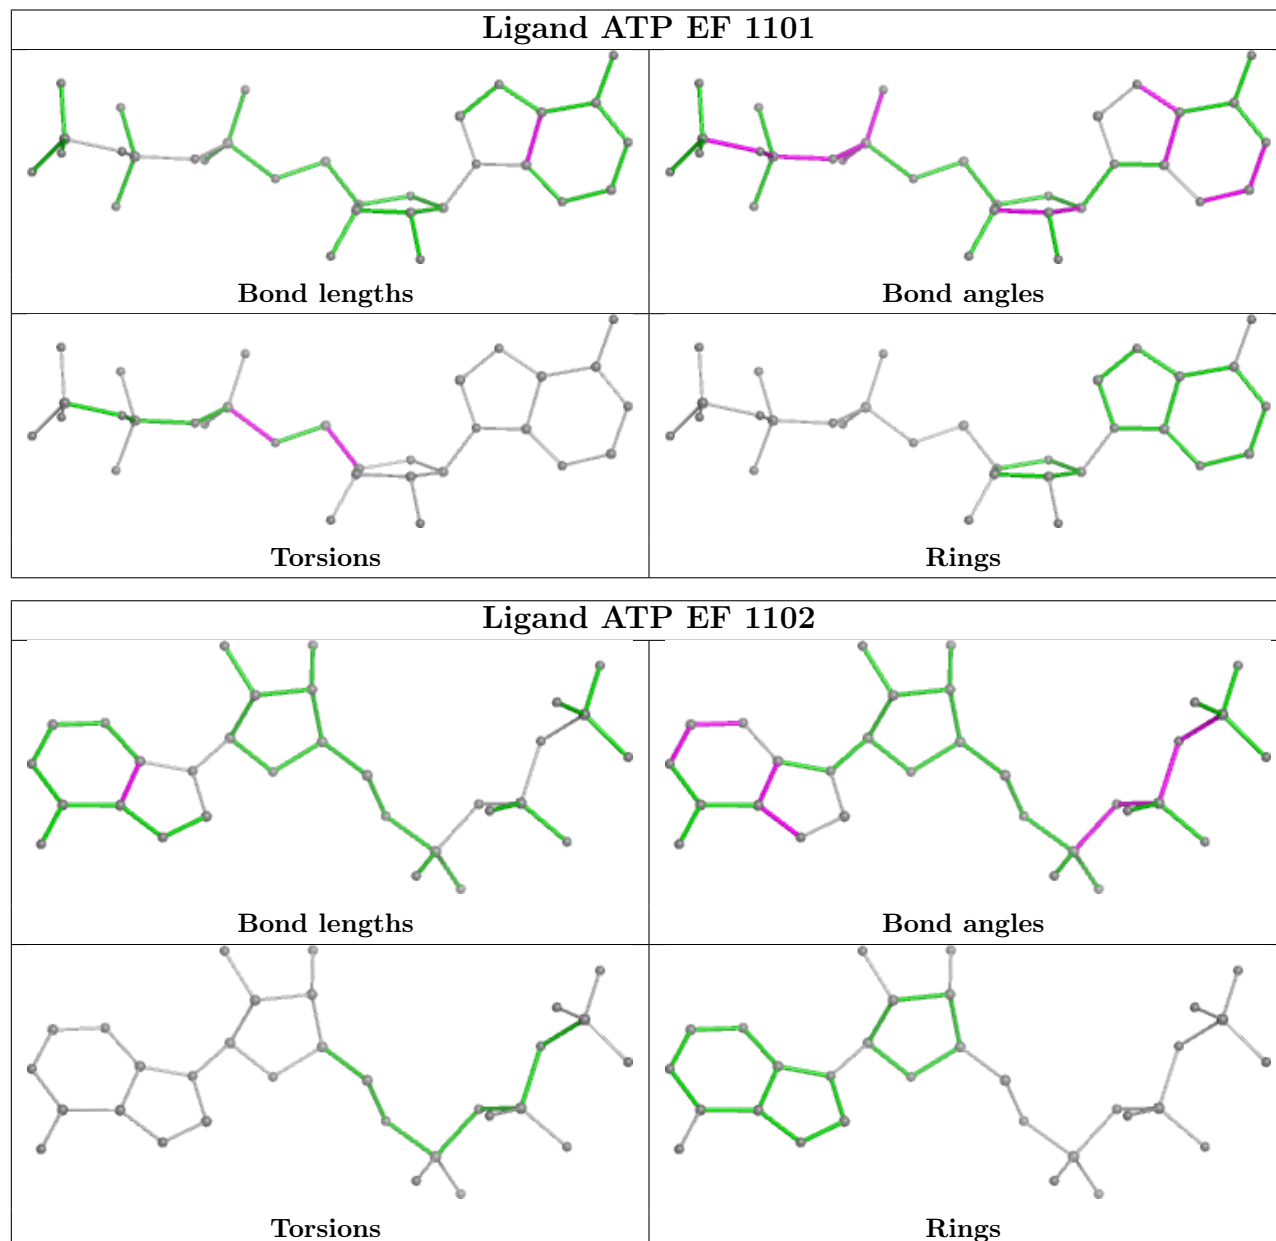 Ligand ATP EF 1101
Bond lengths
Bond angles
Torsions
Rings
Ligand ATP EF 1102
Bond lengths
Bond angles
Torsions
Rings